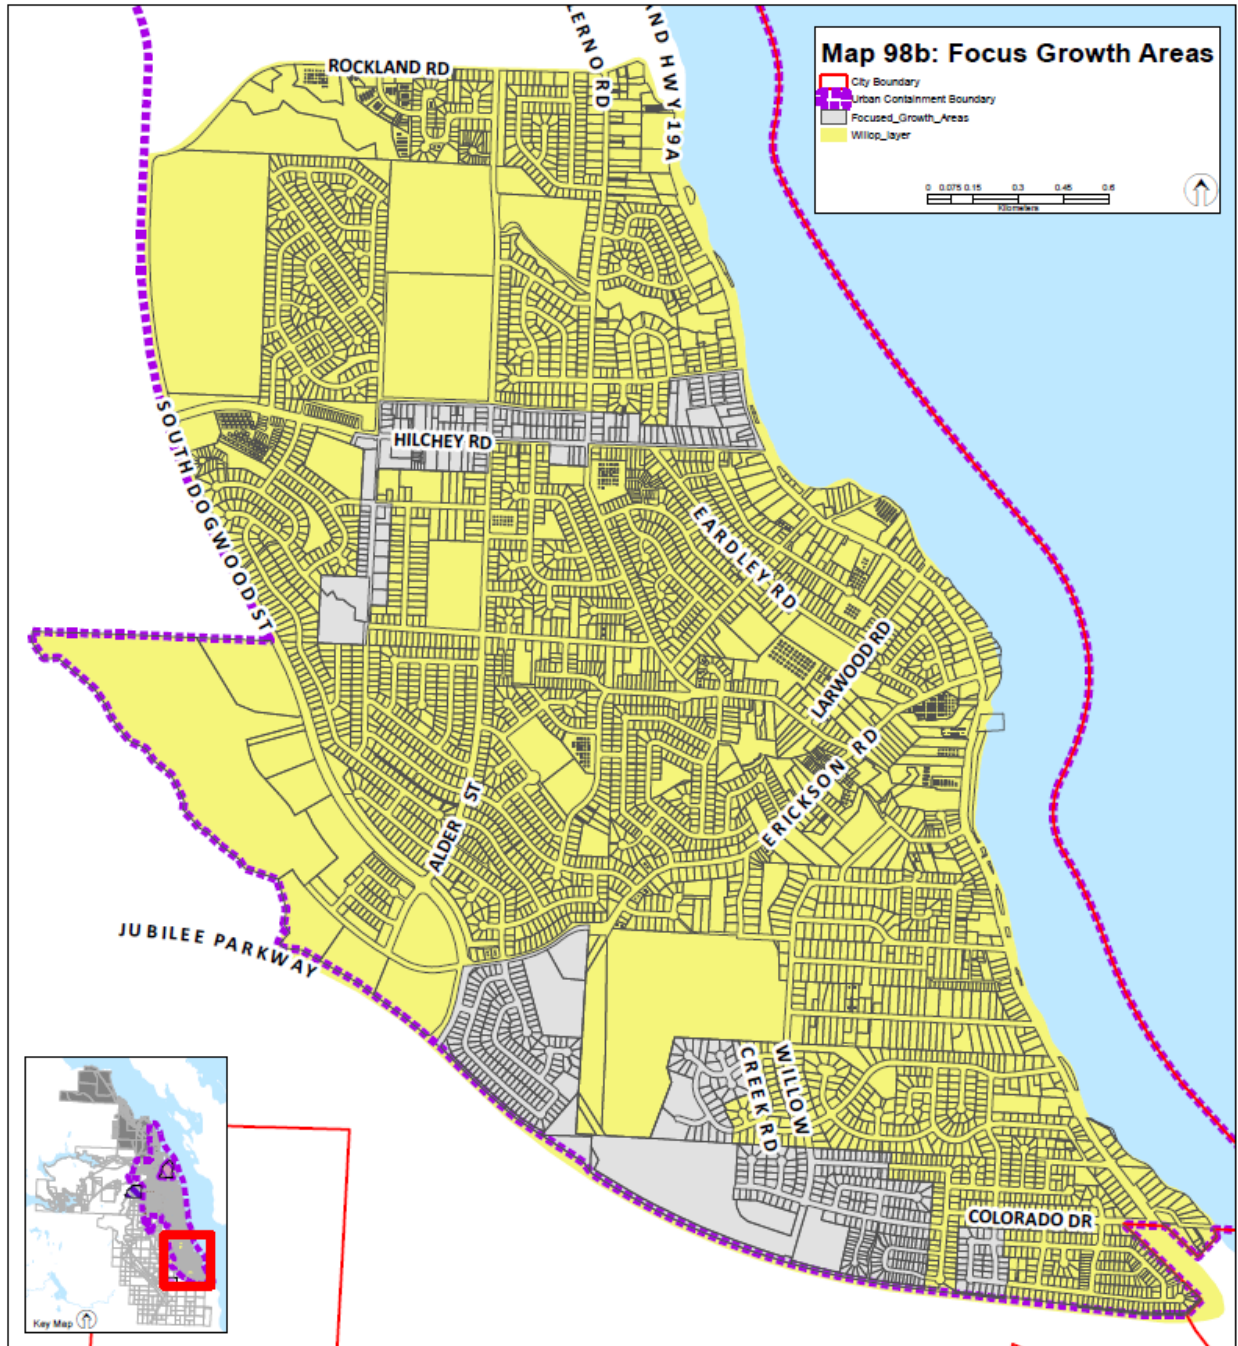 LERNO RD
AND HWY 19A
ROCKLAND RD
Map 98b: Focus Growth Areas
City Boundary
Urban Containment Boundary
Focused_Growth_Areas
Willop_layer
0 0.075 0.15 0.3 0.45 0.6
Kilometers
HILCHEY RD
SOUTH DOGWOOD ST
EARDLEY RD
LARWOOD RD
ERICKSON RD
ALDER ST
JUBILEE PARKWAY
WILLOW
CREEK RD
COLORADO DR
Key Map